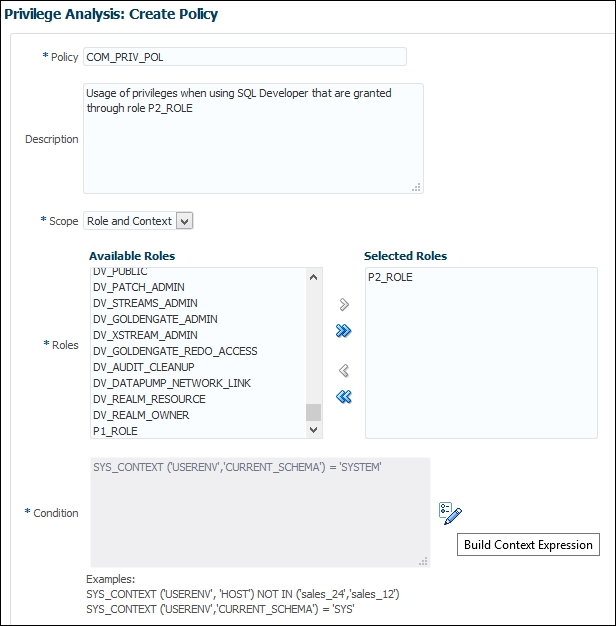 Privilege Analysis: Create Policy
* Policy COM_PRIV_POL
Usage of privileges when using SQL Developer that are granted
through role P2_ROLE
Description
* Scope Role and Context
Available Roles Selected Roles
DV_PUBLIC P2_ROLE
DV_PATCH_ADMIN
DV_STREAMS_ADMIN
DV_GOLDENGATE_ADMIN
DV_XSTREAM_ADMIN
* Roles DV_GOLDENGATE_REDO_ACCESS
DV_AUDIT_CLEANUP
DV_DATAPUMP_NETWORK_LINK
DV_REALM_RESOURCE
DV_REALM_OWNER
P1_ROLE
SYS_CONTEXT ('USERENV','CURRENT_SCHEMA') = 'SYSTEM'
* Condition
Build Context Expression
Examples:
SYS_CONTEXT ('USERENV', 'HOST') NOT IN ('sales_24','sales_12')
SYS_CONTEXT ('USERENV','CURRENT_SCHEMA') = 'SYS'